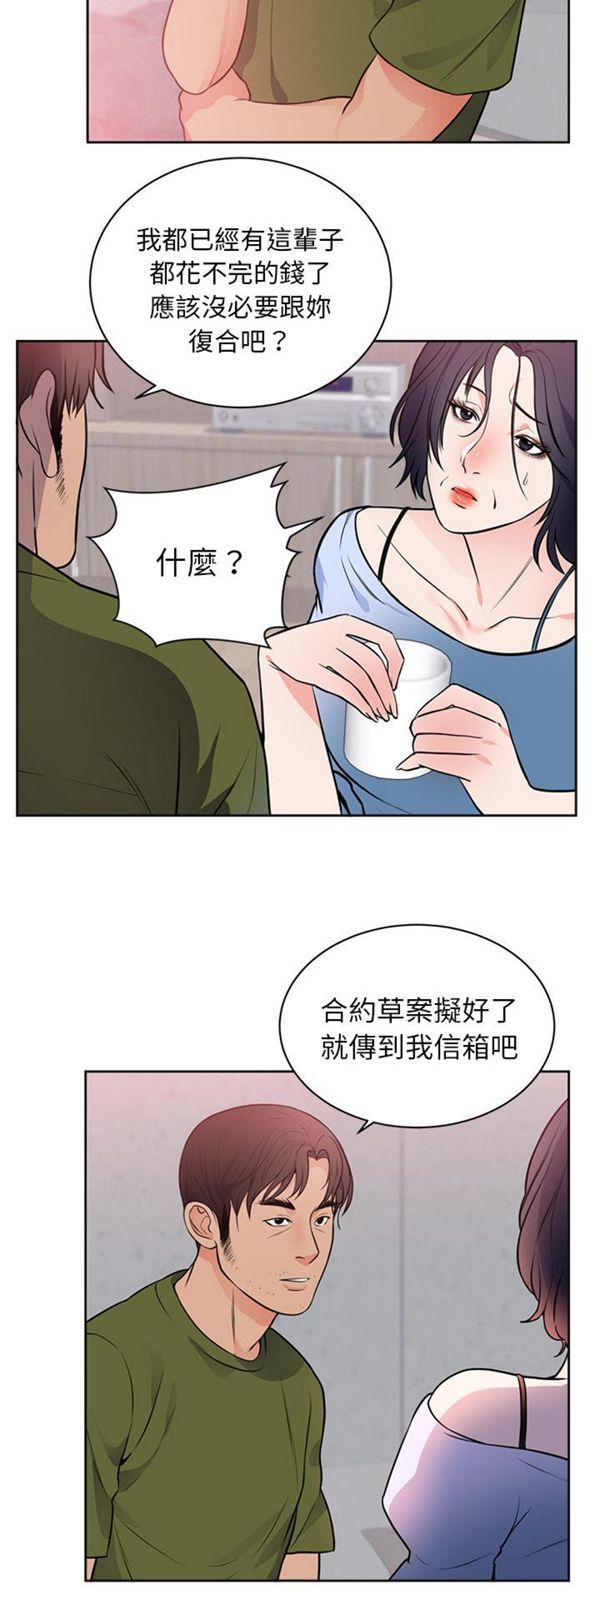 我都已經有這輩子
都花不完的錢了
應該沒必要跟妳
復合吧？
什麼？
合約草案擬好了
就傳到我信箱吧